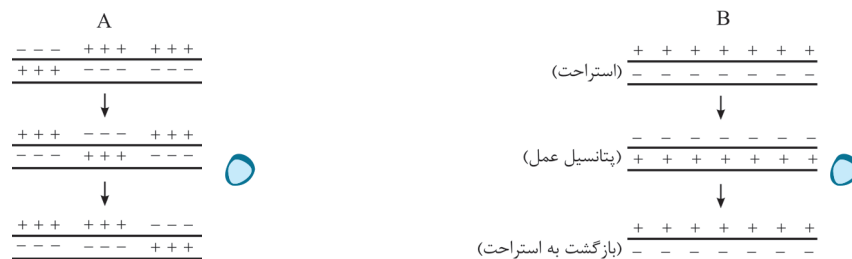 A
− − − + + + + + +
+ + + − − − − − −
+ + + − − − + + +
− − − + + + − − −
+ + + + + + − − −
− − − − − − + + +
B
+ + + + + + +
(استراحت) − − − − − − −
− − − − − − −
(پتانسیل عمل) + + + + + + +
+ + + + + + +
(بازگشت به استراحت) − − − − − − −